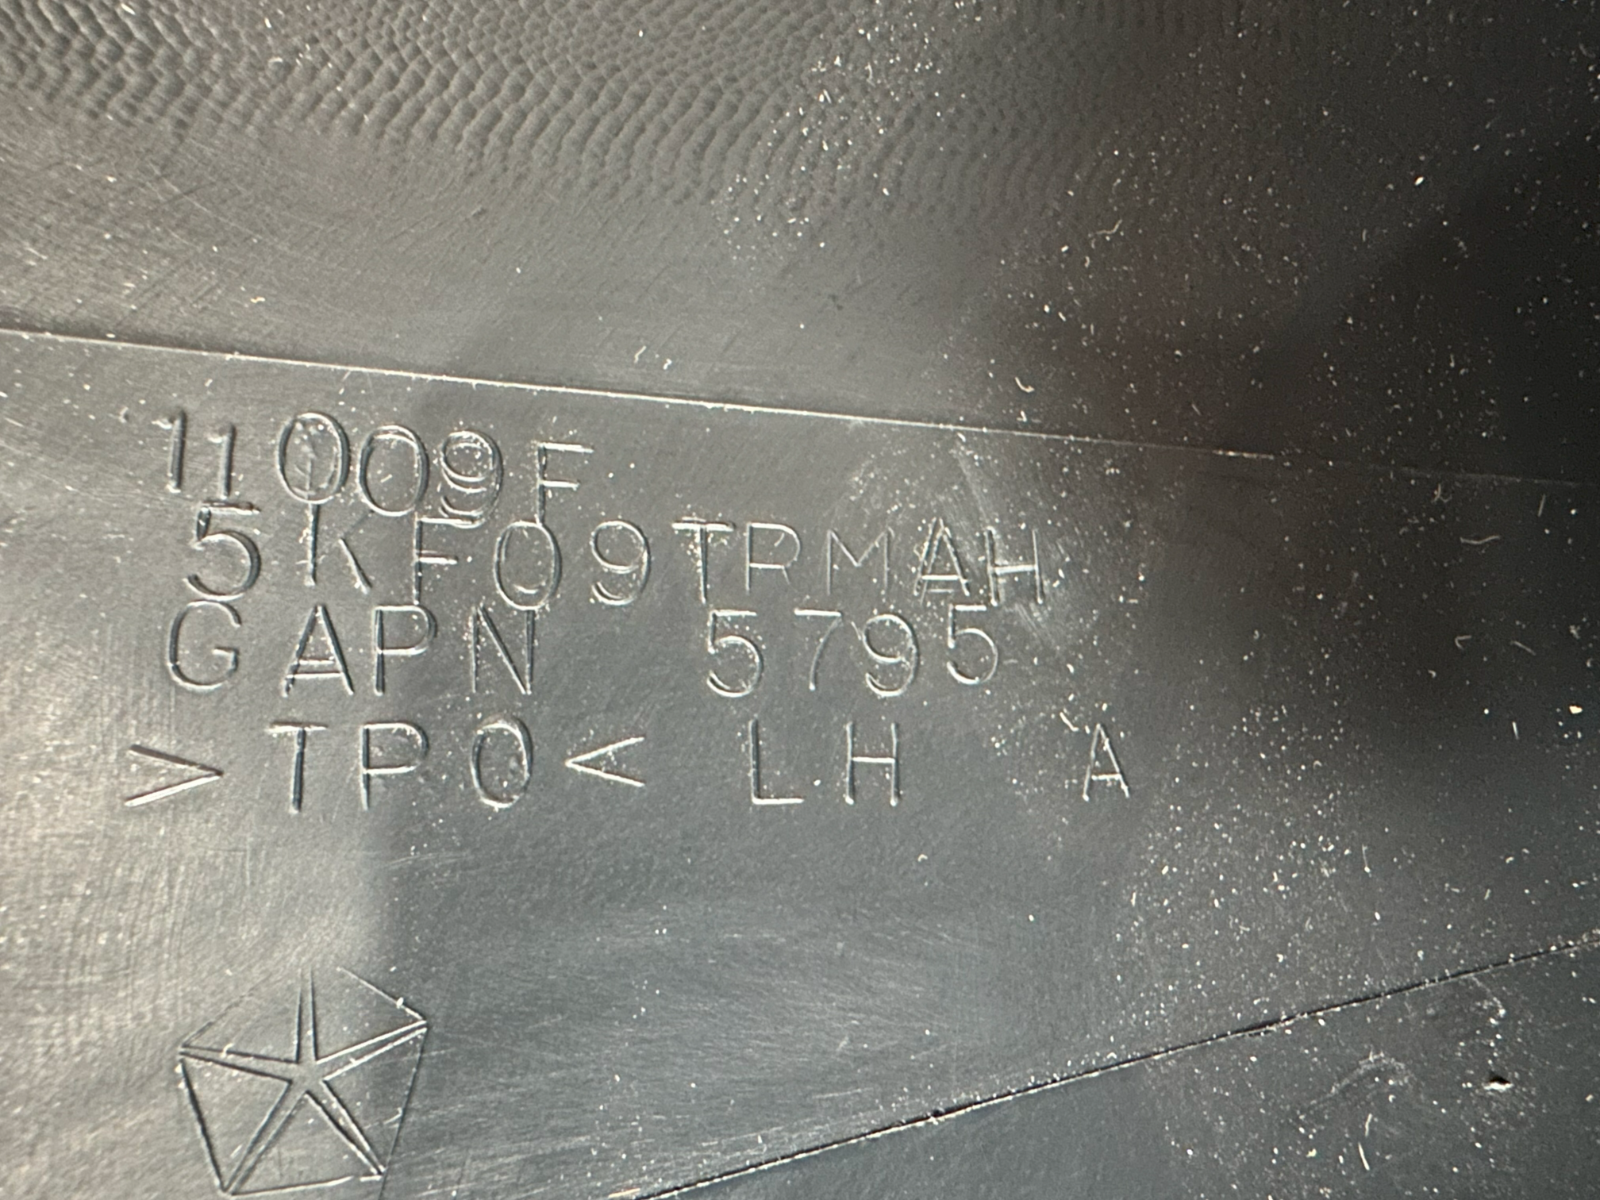 11009F
5KF09TRMAH
GAPN 5795
>TPO< LH A